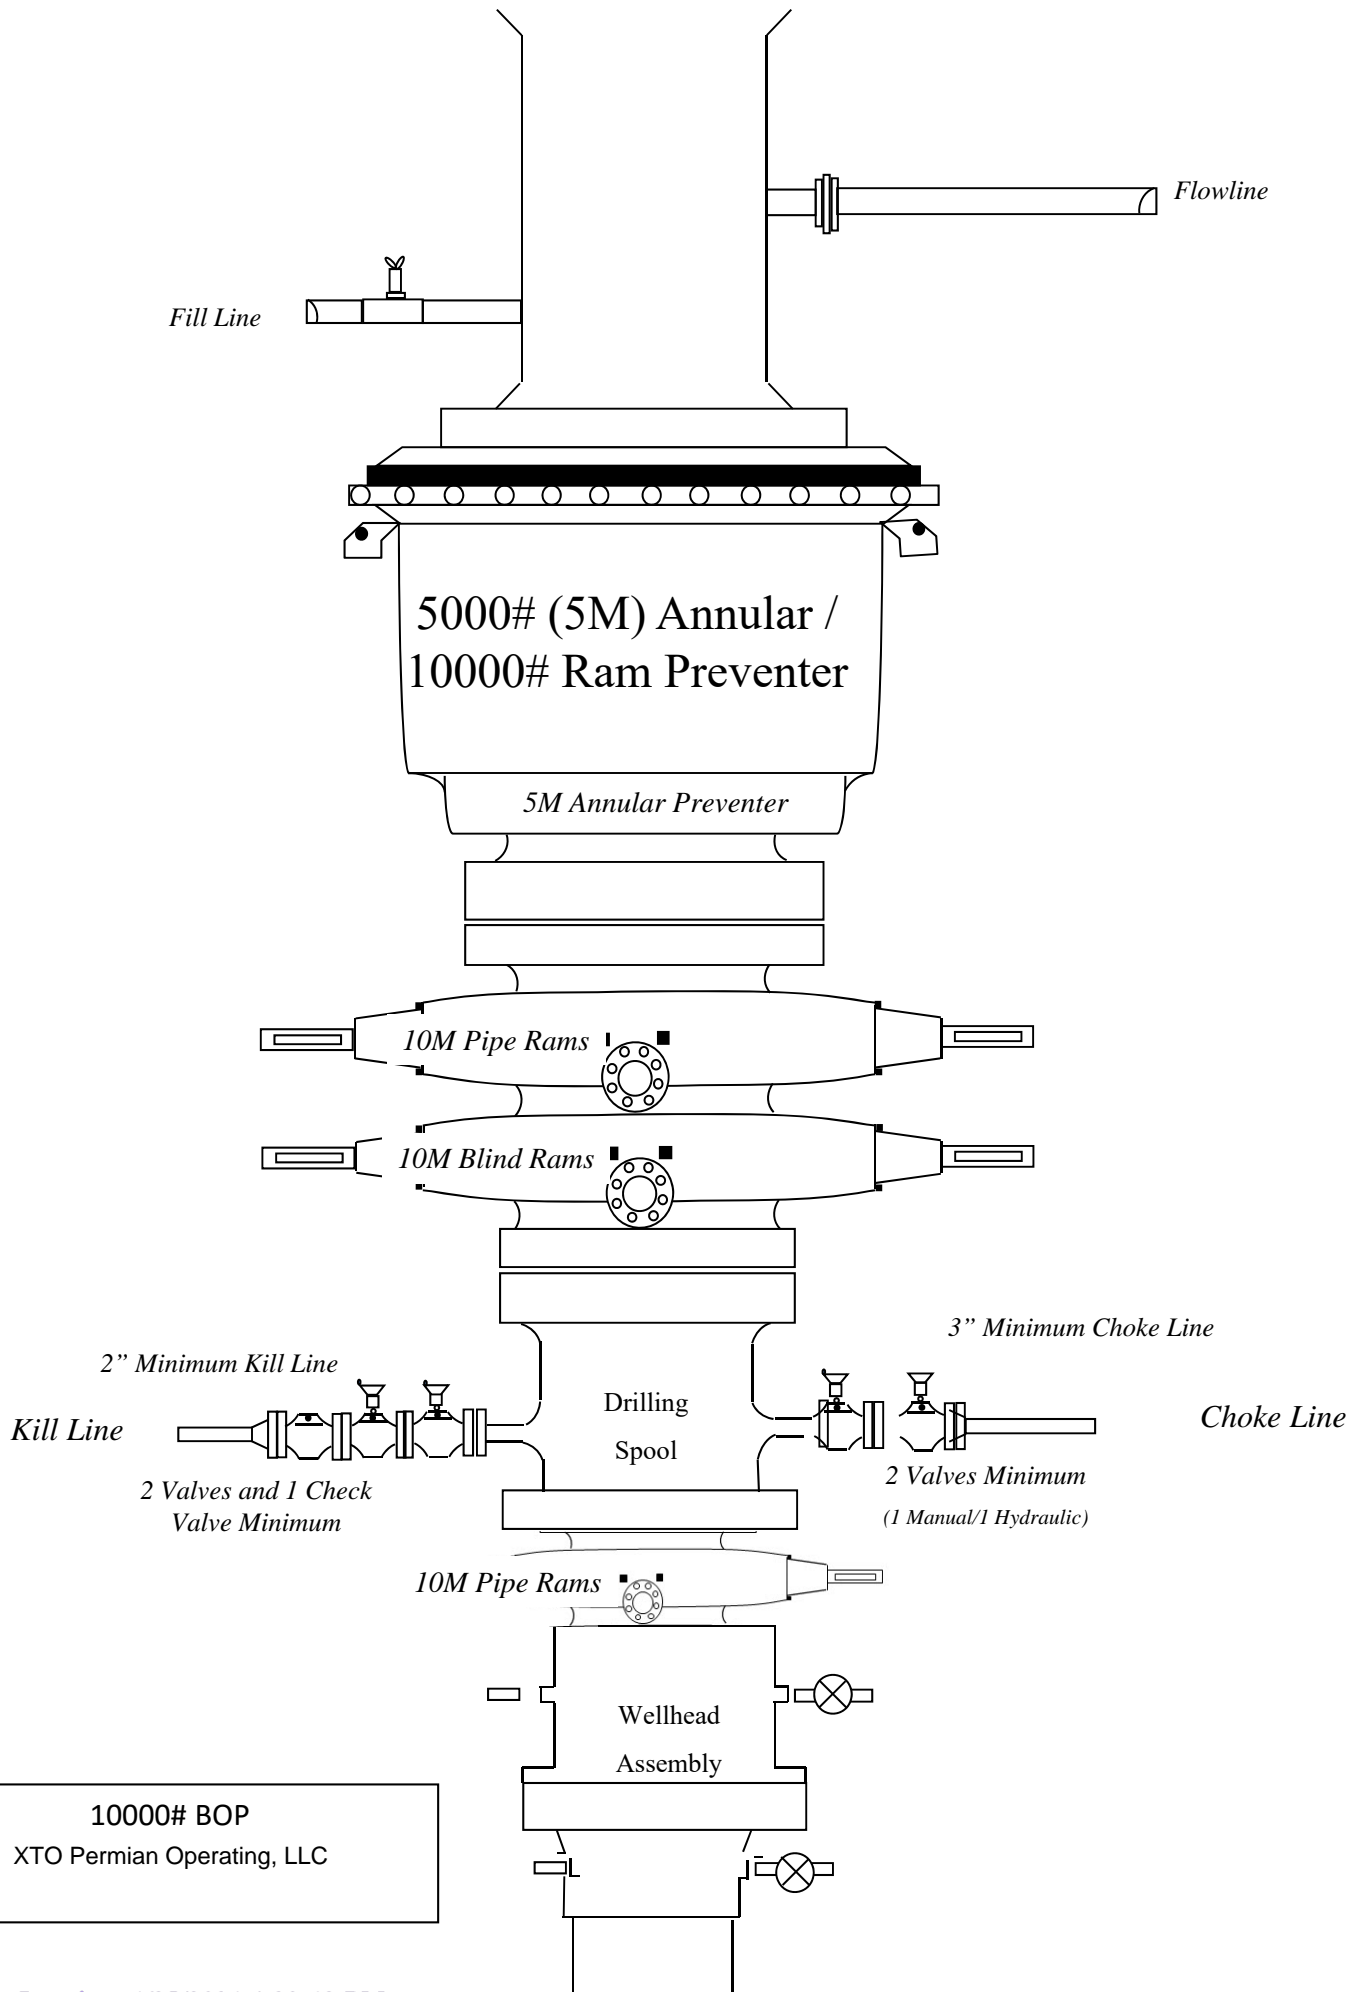 Flowline
Fill Line
5000# (5M) Annular /
10000# Ram Preventer
5M Annular Preventer
10M Pipe Rams
10M Blind Rams
3” Minimum Choke Line
2” Minimum Kill Line
Drilling
Spool
Kill Line
Choke Line
2 Valves and 1 Check
Valve Minimum
2 Valves Minimum
(1 Manual/1 Hydraulic)
10M Pipe Rams
Wellhead
Assembly
10000# BOP
XTO Permian Operating, LLC